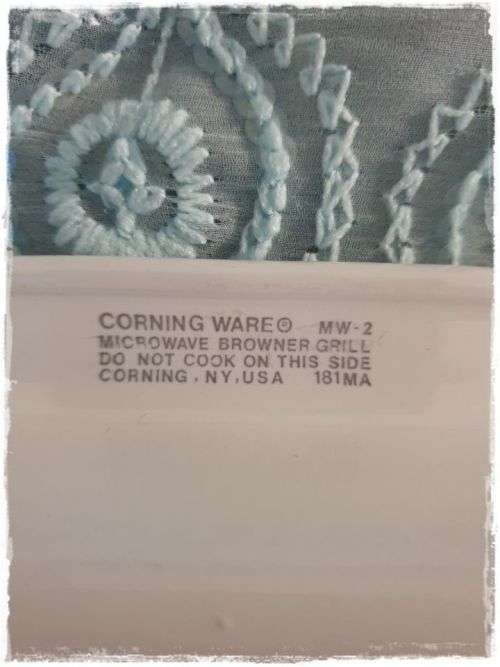 CORNING WARE® MW-2
MICROWAVE BROWNER GRILL
DO NOT COOK ON THIS SIDE
CORNING, NY, USA 181MA